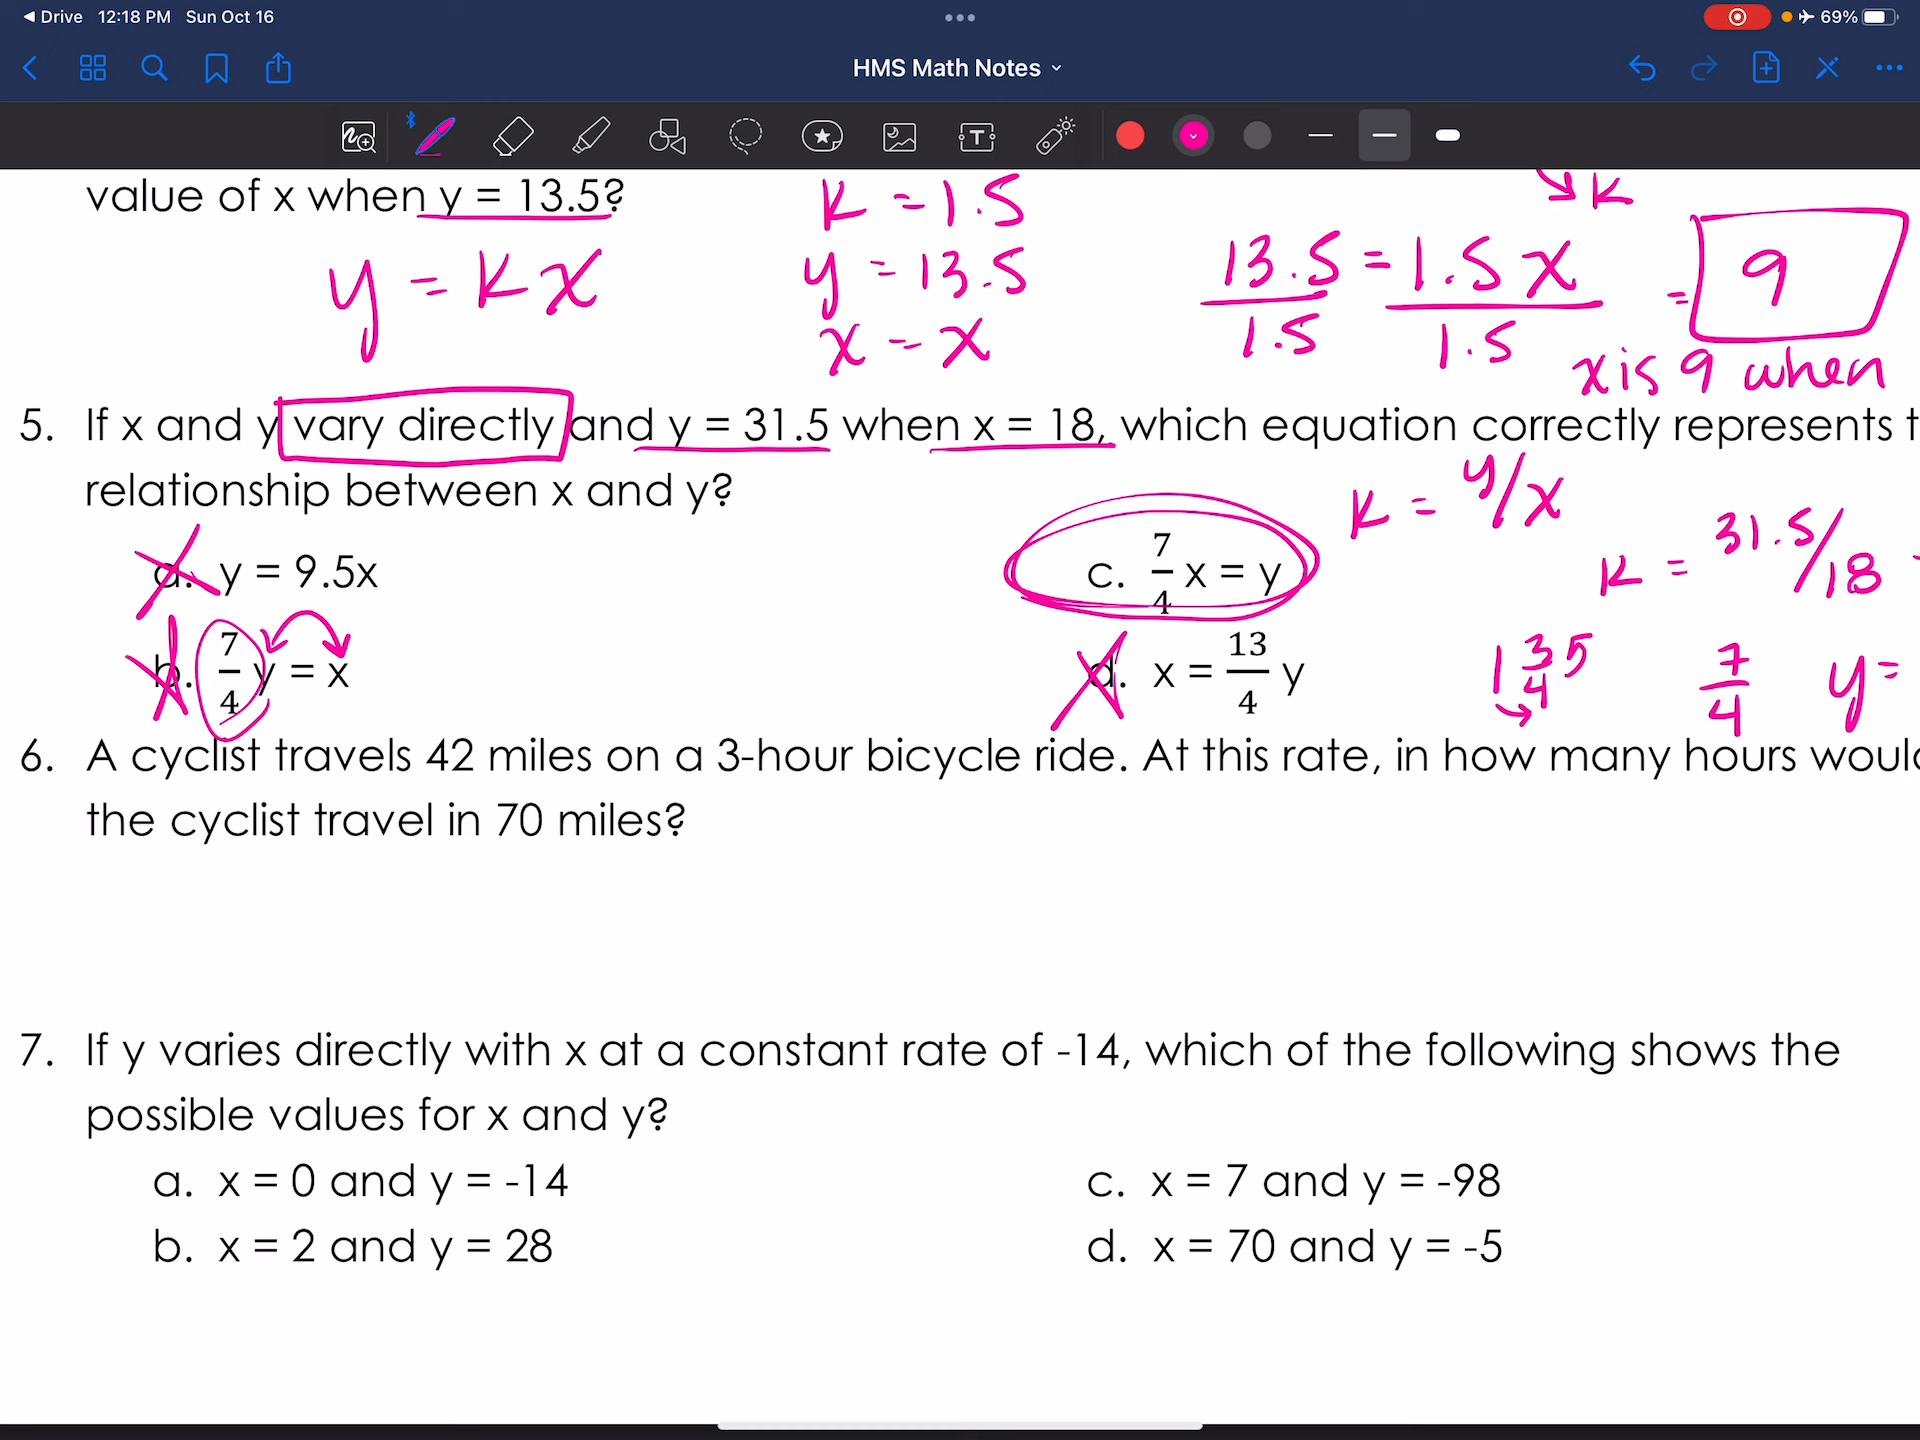 Drive 12:18 PM Sun Oct 16
69%
HMS Math Notes
T
value of x when y = 13.5?
K = 1.5
K
y = Kx
y = 13.5
x = x
13.5 = 1.5x
1.5 1.5
= 9
x is 9 when
5. If x and y vary directly and y = 31.5 when x = 18, which equation correctly represents t
relationship between x and y?
K = y/x
K = 31.5/18
a. y = 9.5x
c. 7/4 x = y
b. 7/4 y = x
d. x = 13/4 y
1 3/4
7/4
y =
6. A cyclist travels 42 miles on a 3-hour bicycle ride. At this rate, in how many hours would
the cyclist travel in 70 miles?
7. If y varies directly with x at a constant rate of -14, which of the following shows the
possible values for x and y?
a. x = 0 and y = -14
c. x = 7 and y = -98
b. x = 2 and y = 28
d. x = 70 and y = -5